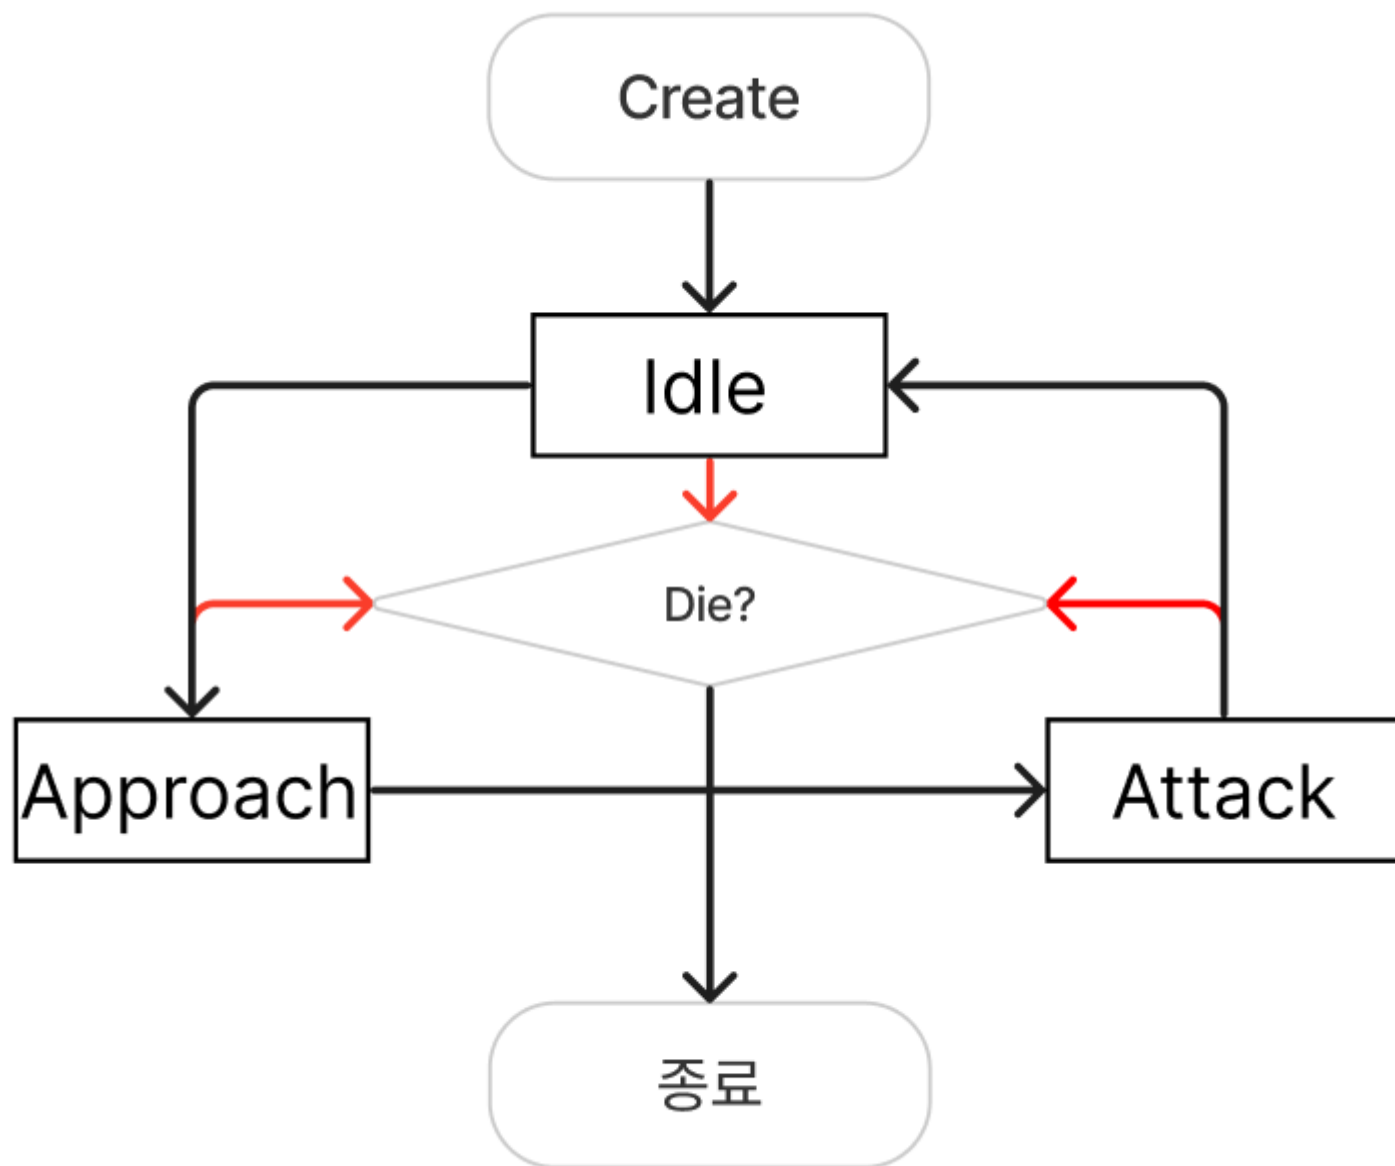 Create
Idle
Die?
Approach
Attack
종료